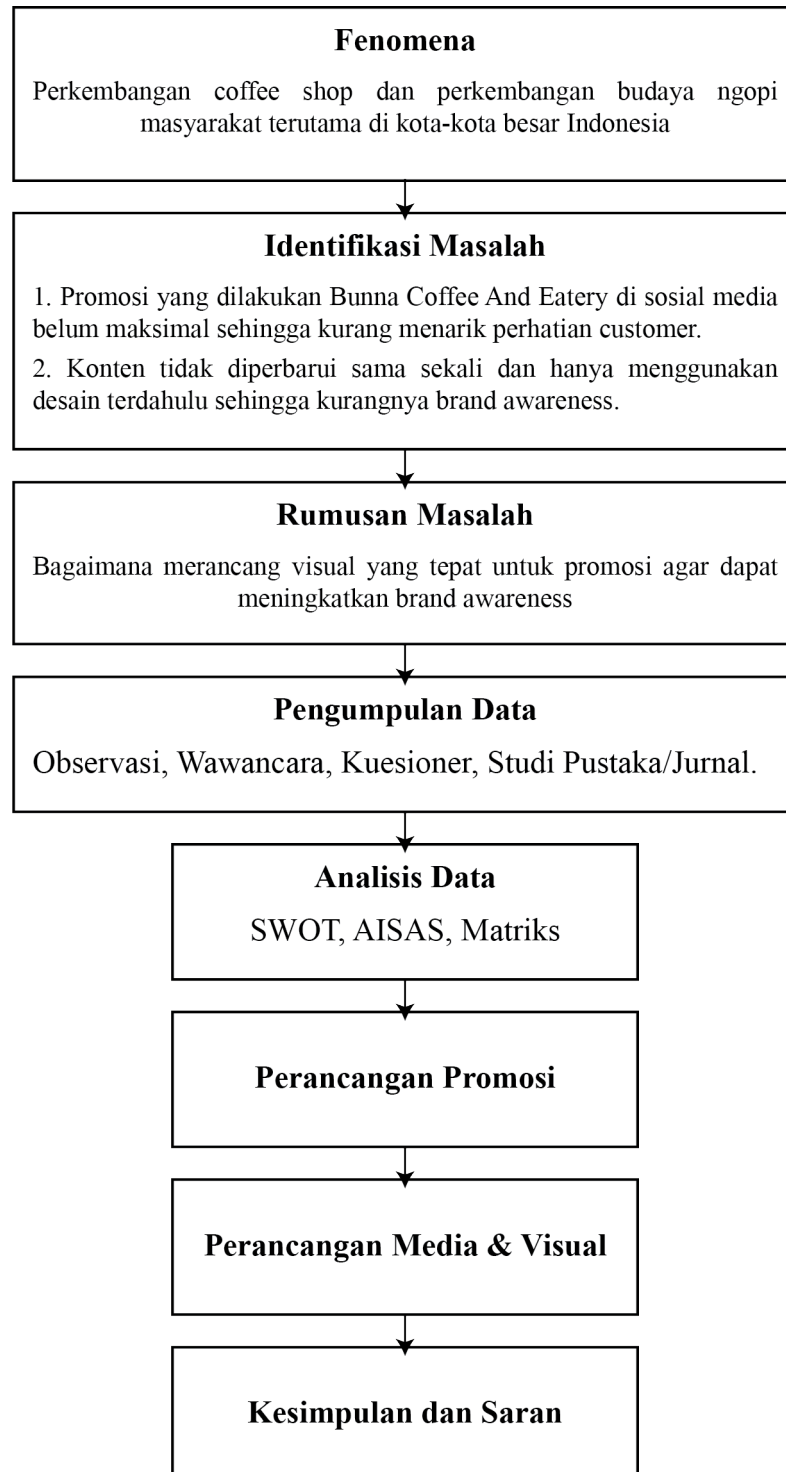 Fenomena
Perkembangan coffee shop dan perkembangan budaya ngopi
masyarakat terutama di kota-kota besar Indonesia
Identifikasi Masalah
1. Promosi yang dilakukan Bunna Coffee And Eatery di sosial media
belum maksimal sehingga kurang menarik perhatian customer.
2. Konten tidak diperbarui sama sekali dan hanya menggunakan
desain terdahulu sehingga kurangnya brand awareness.
Rumusan Masalah
Bagaimana merancang visual yang tepat untuk promosi agar dapat
meningkatkan brand awareness
Pengumpulan Data
Observasi, Wawancara, Kuesioner, Studi Pustaka/Jurnal.
Analisis Data
SWOT, AISAS, Matriks
Perancangan Promosi
Perancangan Media & Visual
Kesimpulan dan Saran